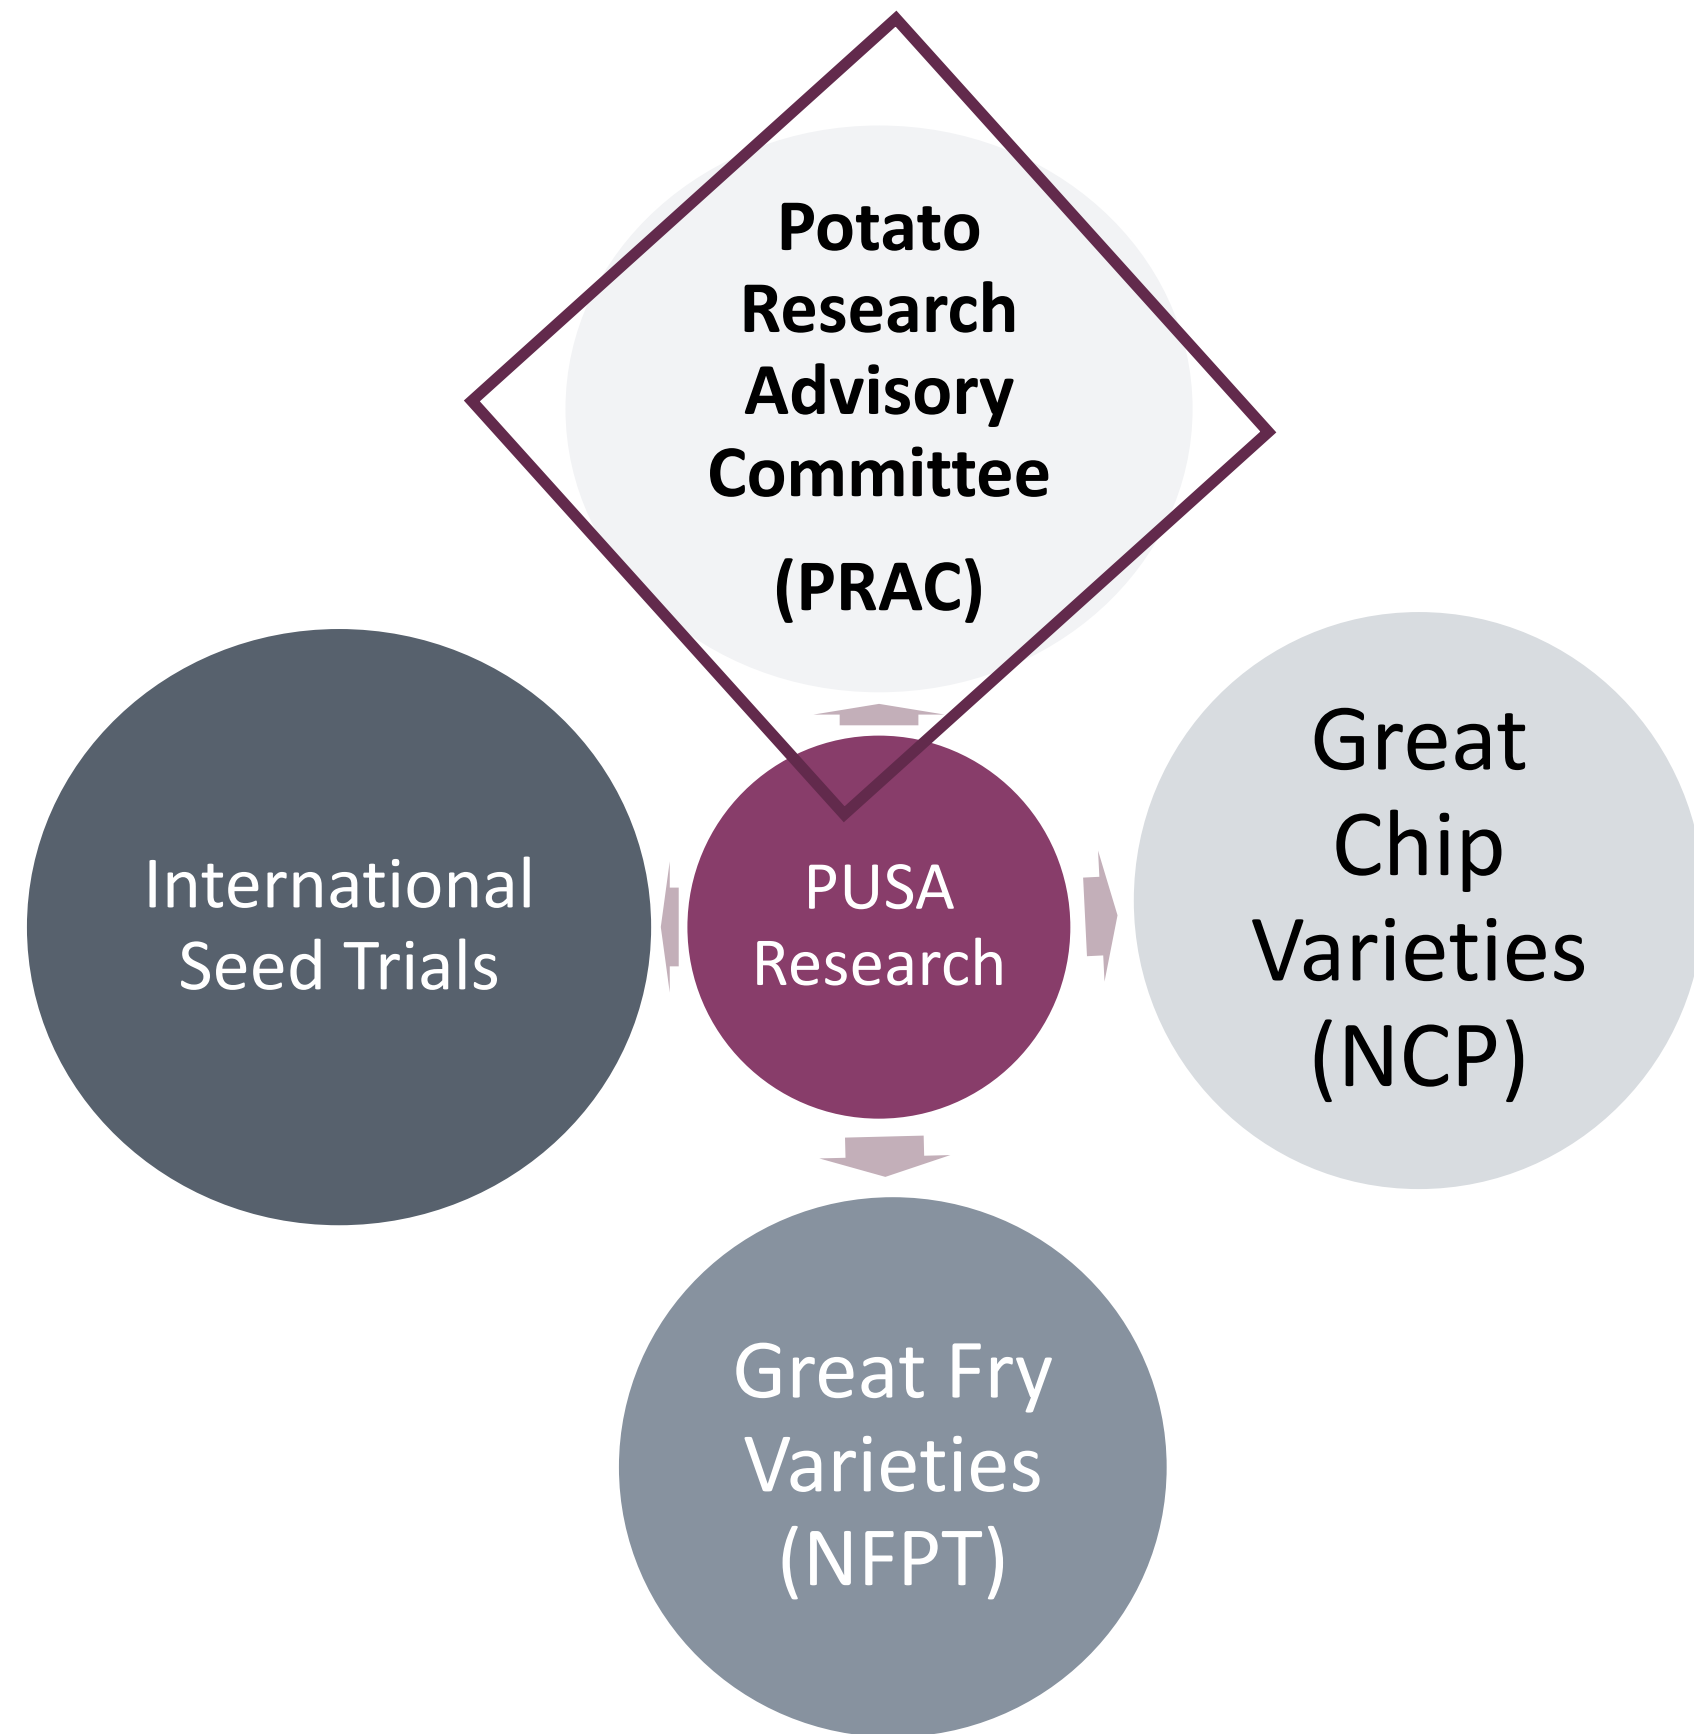 Potato
Research
Advisory
Committee
(PRAC)
International
Seed Trials
PUSA
Research
Great
Chip
Varieties
(NCP)
Great Fry
Varieties
(NFPT)